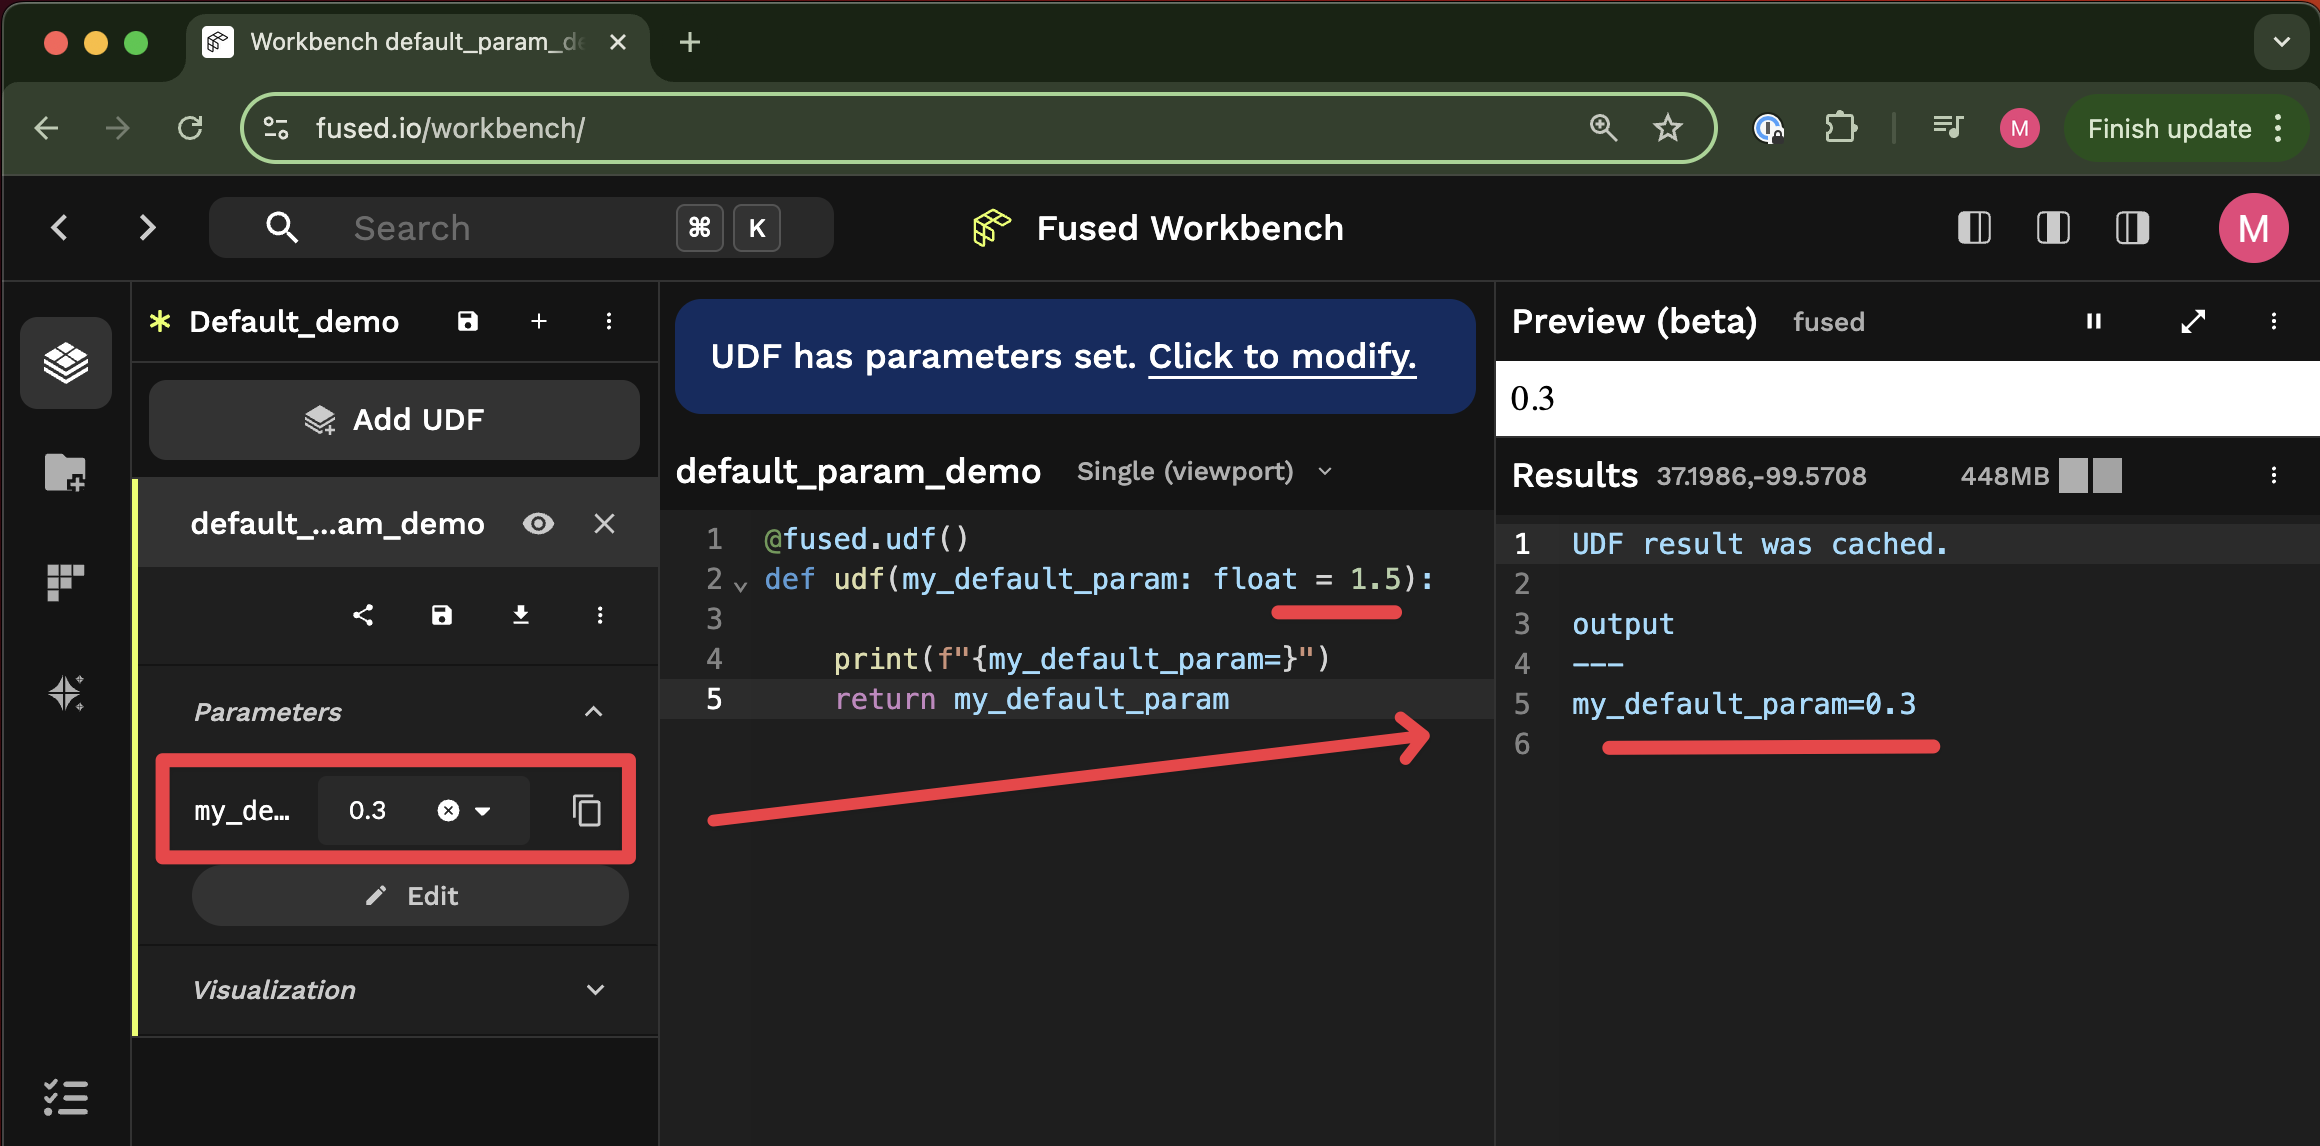 Workbench default_param_de
fused.io/workbench/
M
Finish update
Search
⌘ K
Fused Workbench
M
Default_demo
Add UDF
default_...am_demo
Parameters
my_de...
0.3
Edit
Visualization
UDF has parameters set. Click to modify.
default_param_demo Single (viewport)
1 @fused.udf()
2 def udf(my_default_param: float = 1.5):
3
4 print(f"{my_default_param=}")
5 return my_default_param
Preview (beta) fused
0.3
Results 37.1986,-99.5708 448MB
1 UDF result was cached.
2
3 output
4 ---
5 my_default_param=0.3
6